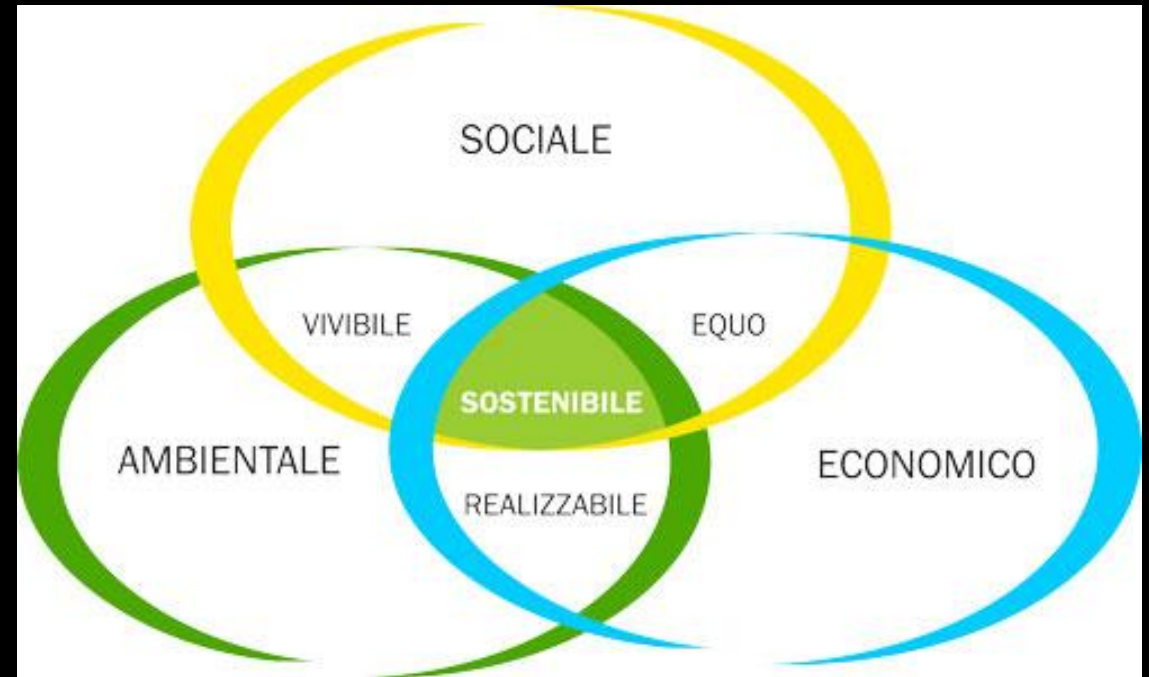 SOCIALE
VIVIBILE
EQUO
SOSTENIBILE
AMBIENTALE
ECONOMICO
REALIZZABILE